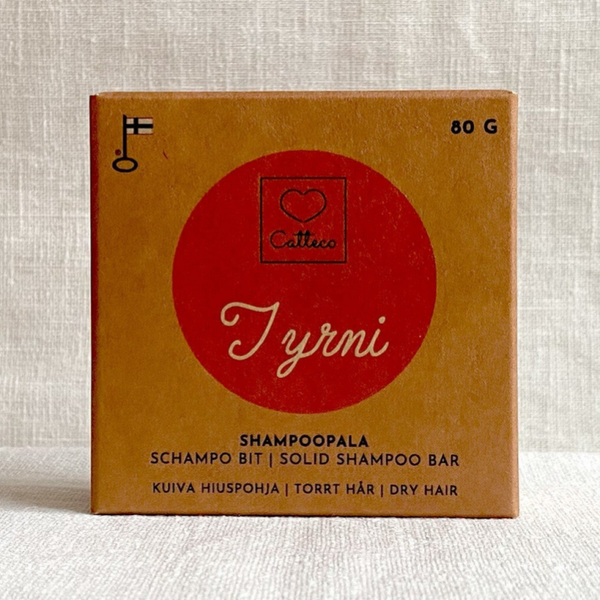 80 G
Catteco
Tyrni
SHAMPOOPALA
SCHAMPO BIT | SOLID SHAMPOO BAR
KUIVA HIUSPOHJA | TORRT HÅR | DRY HAIR